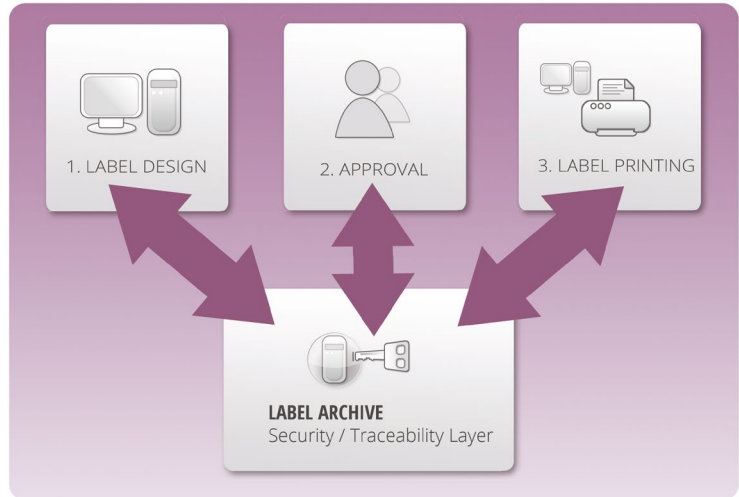 1. LABEL DESIGN
2. APPROVAL
3. LABEL PRINTING
LABEL ARCHIVE
Security / Traceability Layer